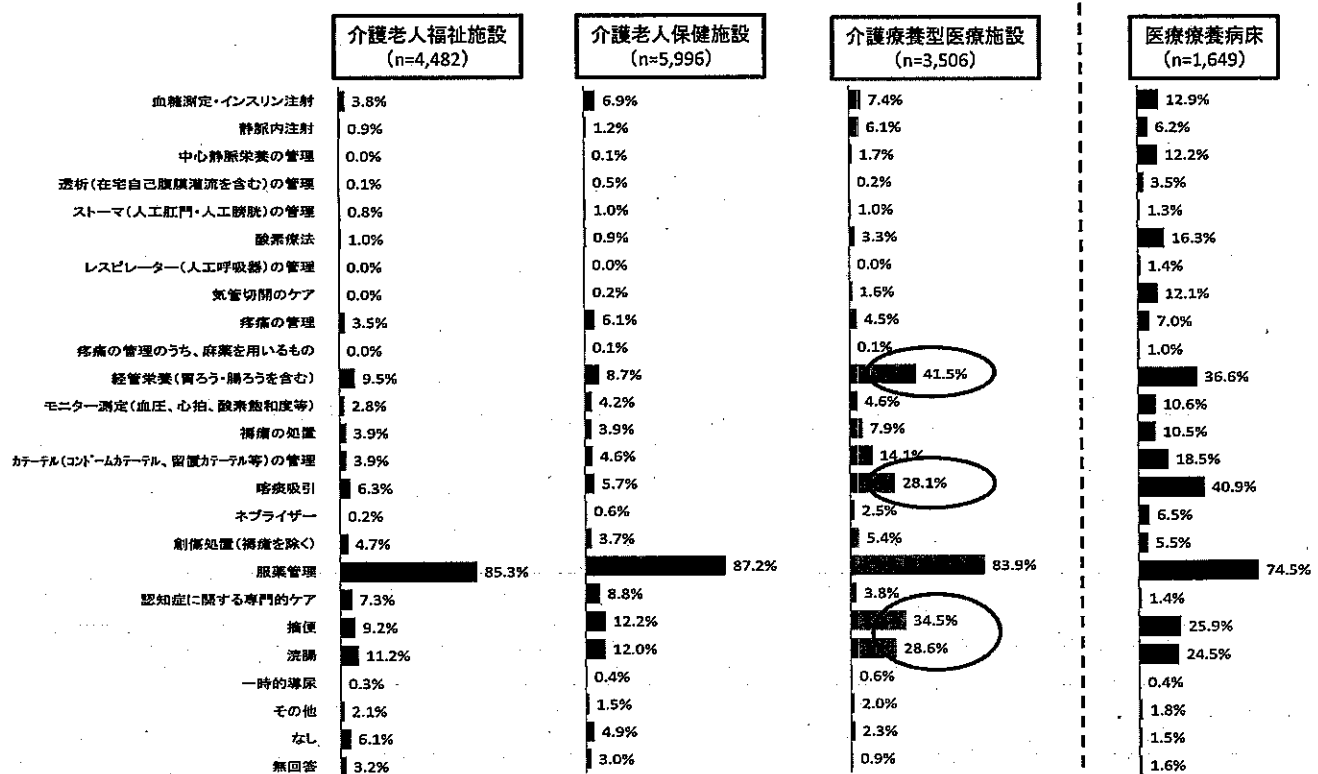 介護老人福祉施設 介護老人保健施設 介護療養型医療施設 医療療養病床
(n=4,482) (n=5,996) (n=3,506) (n=1,649)
血糖測定・インスリン注射 3.8% 6.9% 7.4% 12.9%
静脈内注射 0.9% 1.2% 6.1% 6.2%
中心静脈栄養の管理 0.0% 0.1% 1.7% 12.2%
透析(在宅自己腹膜灌流を含む)の管理 0.1% 0.5% 0.2% 3.5%
ストーマ(人工肛門・人工膀胱)の管理 0.8% 1.0% 1.0% 1.3%
酸素療法 1.0% 0.9% 3.3% 16.3%
レスピレーター(人工呼吸器)の管理 0.0% 0.0% 0.0% 1.4%
気管切開のケア 0.0% 0.2% 1.6% 12.1%
疼痛の管理 3.5% 6.1% 4.5% 7.0%
疼痛の管理のうち、麻薬を用いるもの 0.0% 0.1% 0.1% 1.0%
経管栄養(胃ろう・腸ろうを含む) 9.5% 8.7% 41.5% 36.6%
モニター測定(血圧、心拍、酸素飽和度等) 2.8% 4.2% 4.6% 10.6%
褥瘡の処置 3.9% 3.9% 7.9% 10.5%
カテーテル(コンドームカテーテル、留置カテーテル等)の管理 3.9% 4.6% 14.1% 18.5%
喀痰吸引 6.3% 5.7% 28.1% 40.9%
ネブライザー 0.2% 0.6% 2.5% 6.5%
創傷処置(褥瘡を除く) 4.7% 3.7% 5.4% 5.5%
服薬管理 85.3% 87.2% 83.9% 74.5%
認知症に関する専門的ケア 7.3% 8.8% 3.8% 1.4%
摘便 9.2% 12.2% 34.5% 25.9%
浣腸 11.2% 12.0% 28.6% 24.5%
一時的導尿 0.3% 0.4% 0.6% 0.4%
その他 2.1% 1.5% 2.0% 1.8%
なし 6.1% 4.9% 2.3% 1.5%
無回答 3.2% 3.0% 0.9% 1.6%